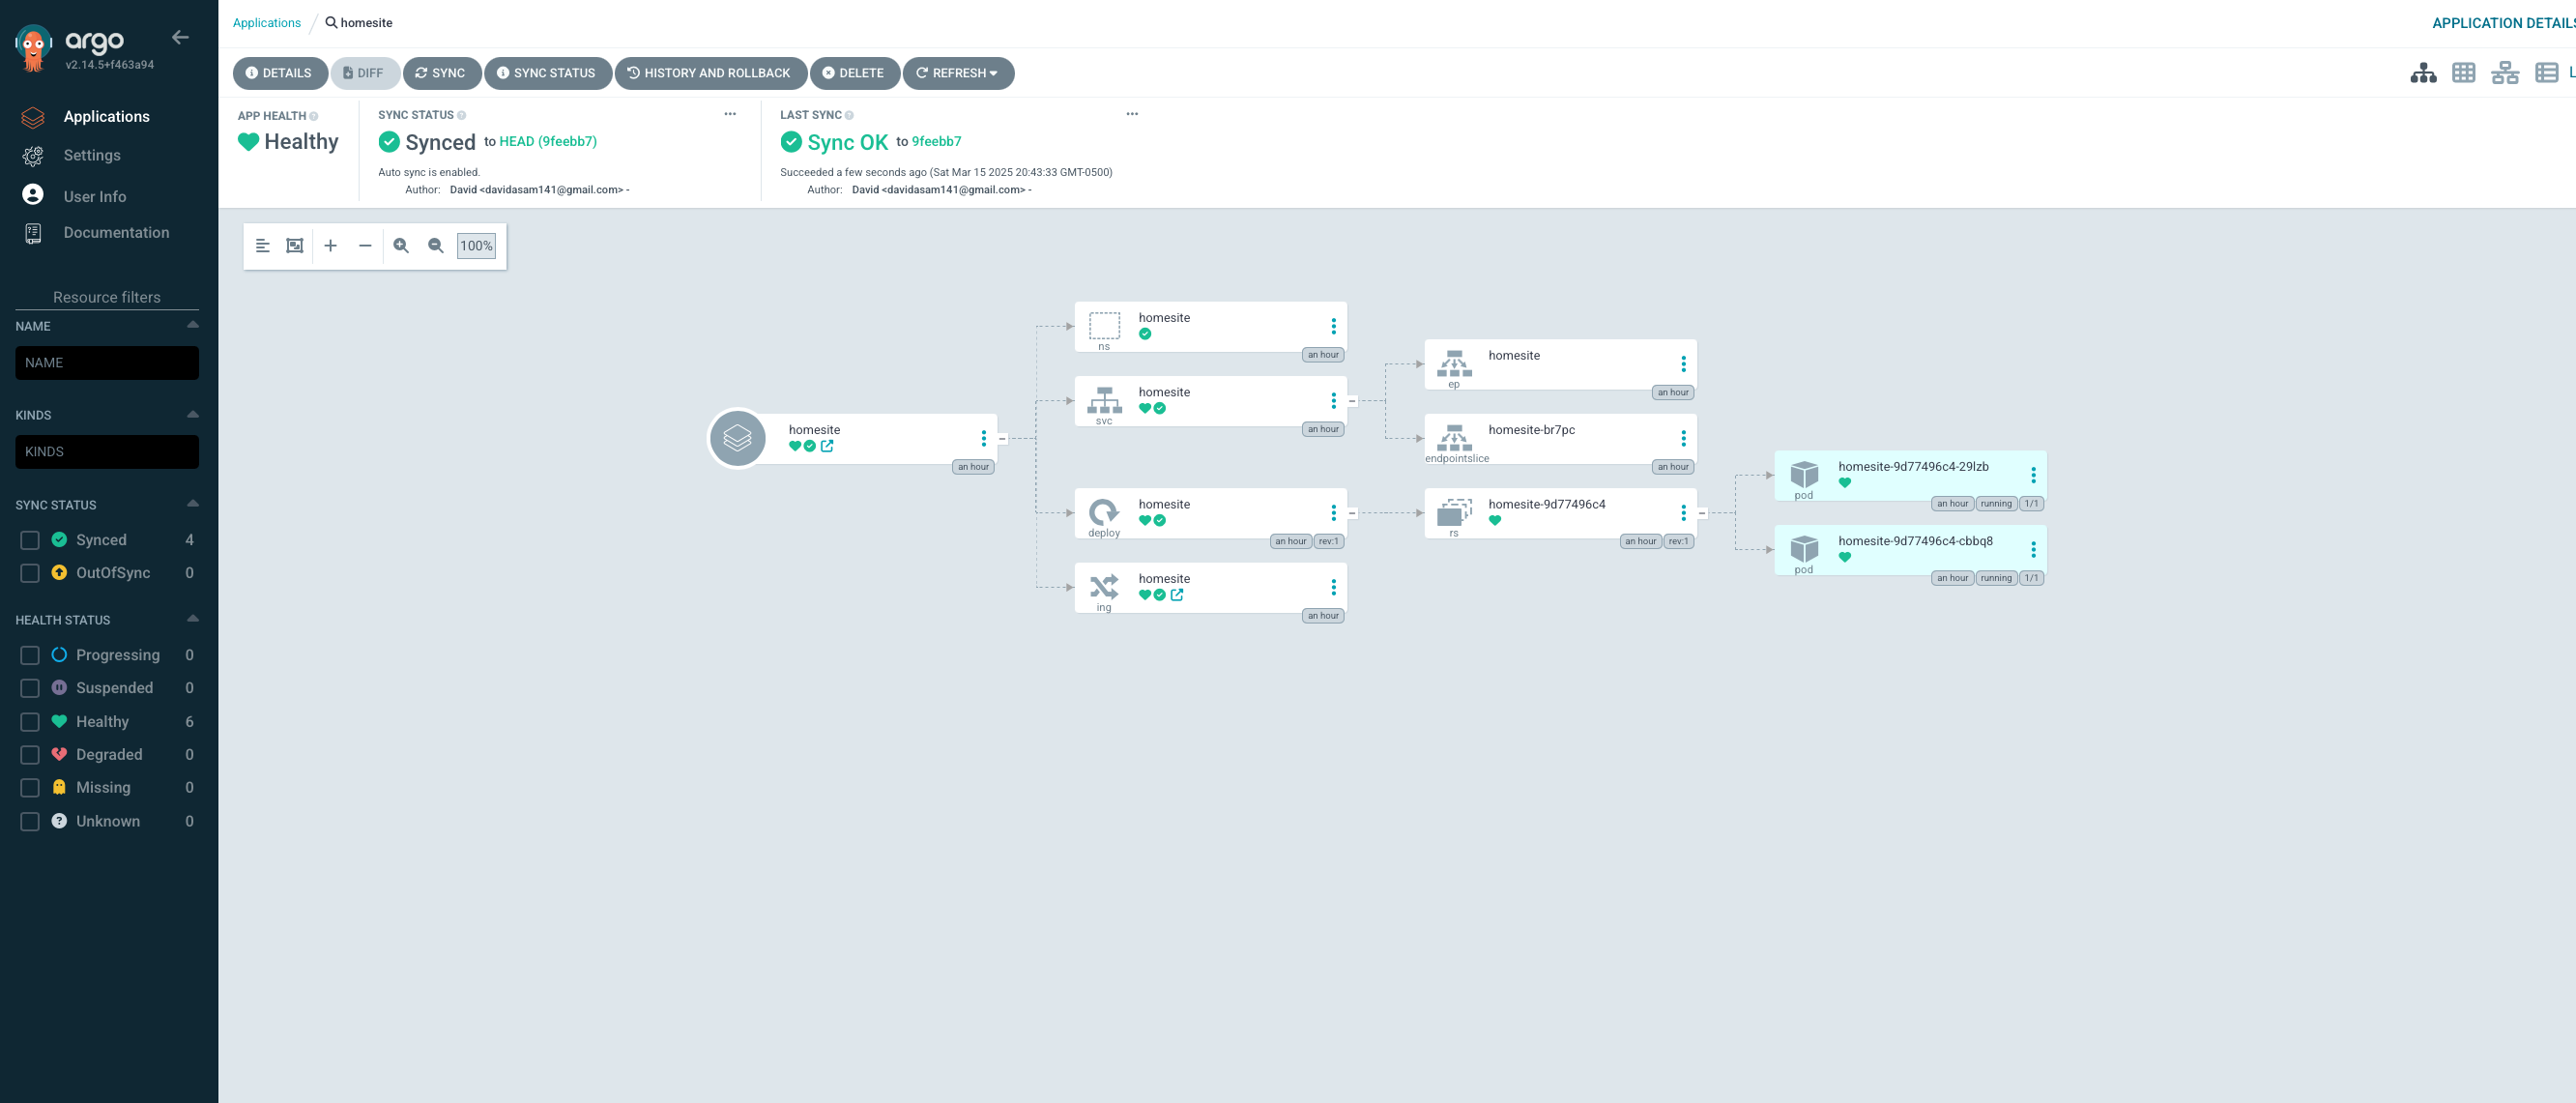 argo
v2.14.5+f463a94
Applications
Settings
User Info
Documentation
Resource filters
NAME
NAME
KINDS
KINDS
SYNC STATUS
Synced 4
OutOfSync 0
HEALTH STATUS
Progressing 0
Suspended 0
Healthy 6
Degraded 0
Missing 0
Unknown 0
Applications / homesite
APPLICATION DETAILS
DETAILS DIFF SYNC SYNC STATUS HISTORY AND ROLLBACK DELETE REFRESH
APP HEALTH
Healthy
SYNC STATUS
Synced to HEAD (9feebb7)
Auto sync is enabled.
Author: David <davidasam141@gmail.com> -
LAST SYNC
Sync OK to 9feebb7
Succeeded a few seconds ago (Sat Mar 15 2025 20:43:33 GMT-0500)
Author: David <davidasam141@gmail.com> -
100%
homesite
an hour
homesite
ns
an hour
homesite
svc
an hour
homesite
deploy
an hour rev:1
homesite
ing
an hour
homesite
ep
an hour
homesite-br7pc
endpointslice
an hour
homesite-9d77496c4
rs
an hour rev:1
homesite-9d77496c4-29lzb
pod
an hour running 1/1
homesite-9d77496c4-cbbq8
pod
an hour running 1/1